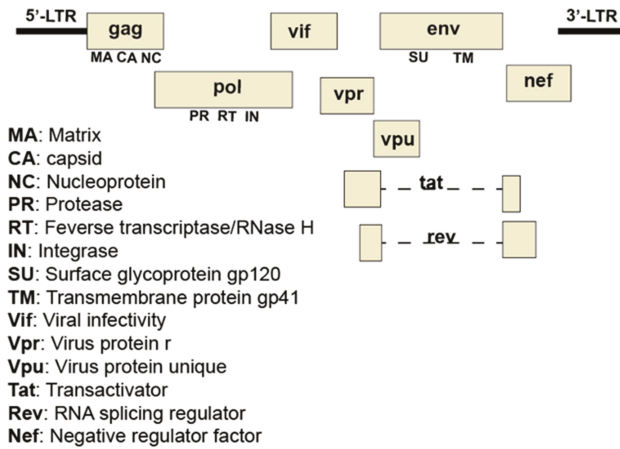 5'-LTR
gag
vif
env
3'-LTR
MA CA NC
SU TM
pol
vpr
nef
PR RT IN
vpu
tat
rev
MA: Matrix
CA: capsid
NC: Nucleoprotein
PR: Protease
RT: Feverse transcriptase/RNase H
IN: Integrase
SU: Surface glycoprotein gp120
TM: Transmembrane protein gp41
Vif: Viral infectivity
Vpr: Virus protein r
Vpu: Virus protein unique
Tat: Transactivator
Rev: RNA splicing regulator
Nef: Negative regulator factor